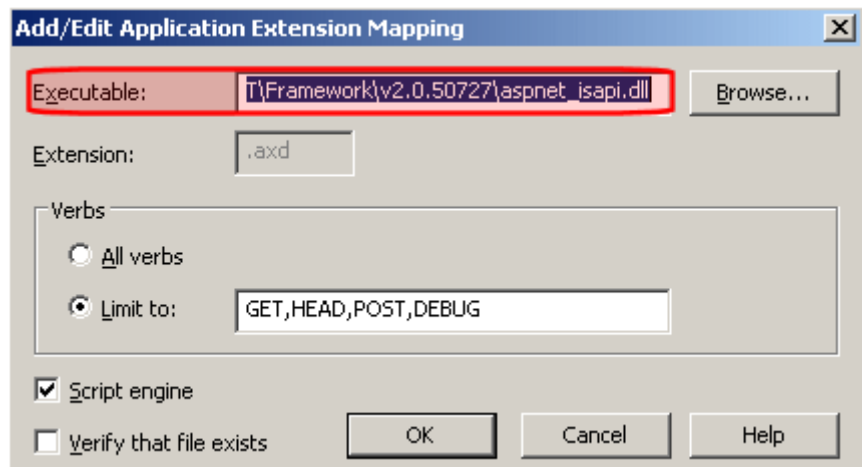 Add/Edit Application Extension Mapping
Executable: T\Framework\v2.0.50727\aspnet_isapi.dll Browse...
Extension: .axd
Verbs
All verbs
Limit to: GET,HEAD,POST,DEBUG
Script engine
Verify that file exists OK Cancel Help